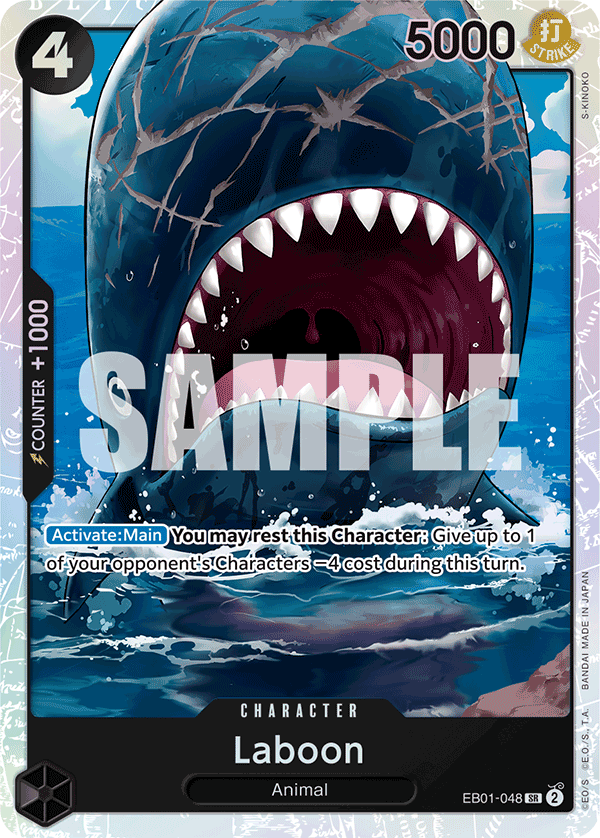 4
5000
打
STRIKE
S-KINOKO
COUNTER +1000
SAMPLE
Activate:Main You may rest this Character: Give up to 1
of your opponent's Characters −4 cost during this turn.
CHARACTER
Laboon
Animal
EB01-048 SR 2
©EO/S ©E.O./S., T.A. BANDAI MADE IN JAPAN